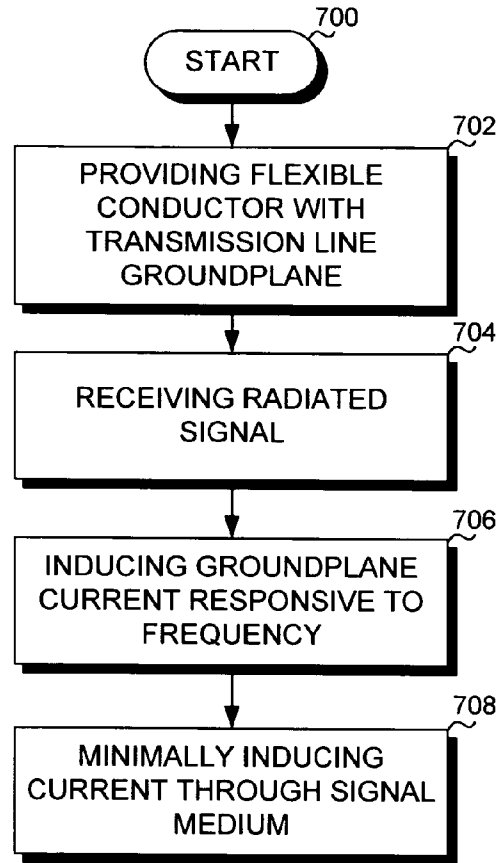 700
START
702
PROVIDING FLEXIBLE
CONDUCTOR WITH
TRANSMISSION LINE
GROUNDPLANE
704
RECEIVING RADIATED
SIGNAL
706
INDUCING GROUNDPLANE
CURRENT RESPONSIVE TO
FREQUENCY
708
MINIMALLY INDUCING
CURRENT THROUGH SIGNAL
MEDIUM